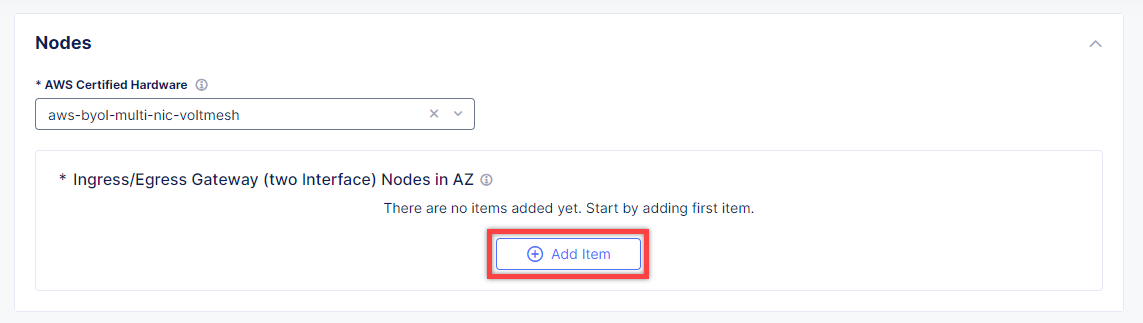 Nodes
* AWS Certified Hardware
aws-byol-multi-nic-voltmesh
* Ingress/Egress Gateway (two Interface) Nodes in AZ
There are no items added yet. Start by adding first item.
Add Item